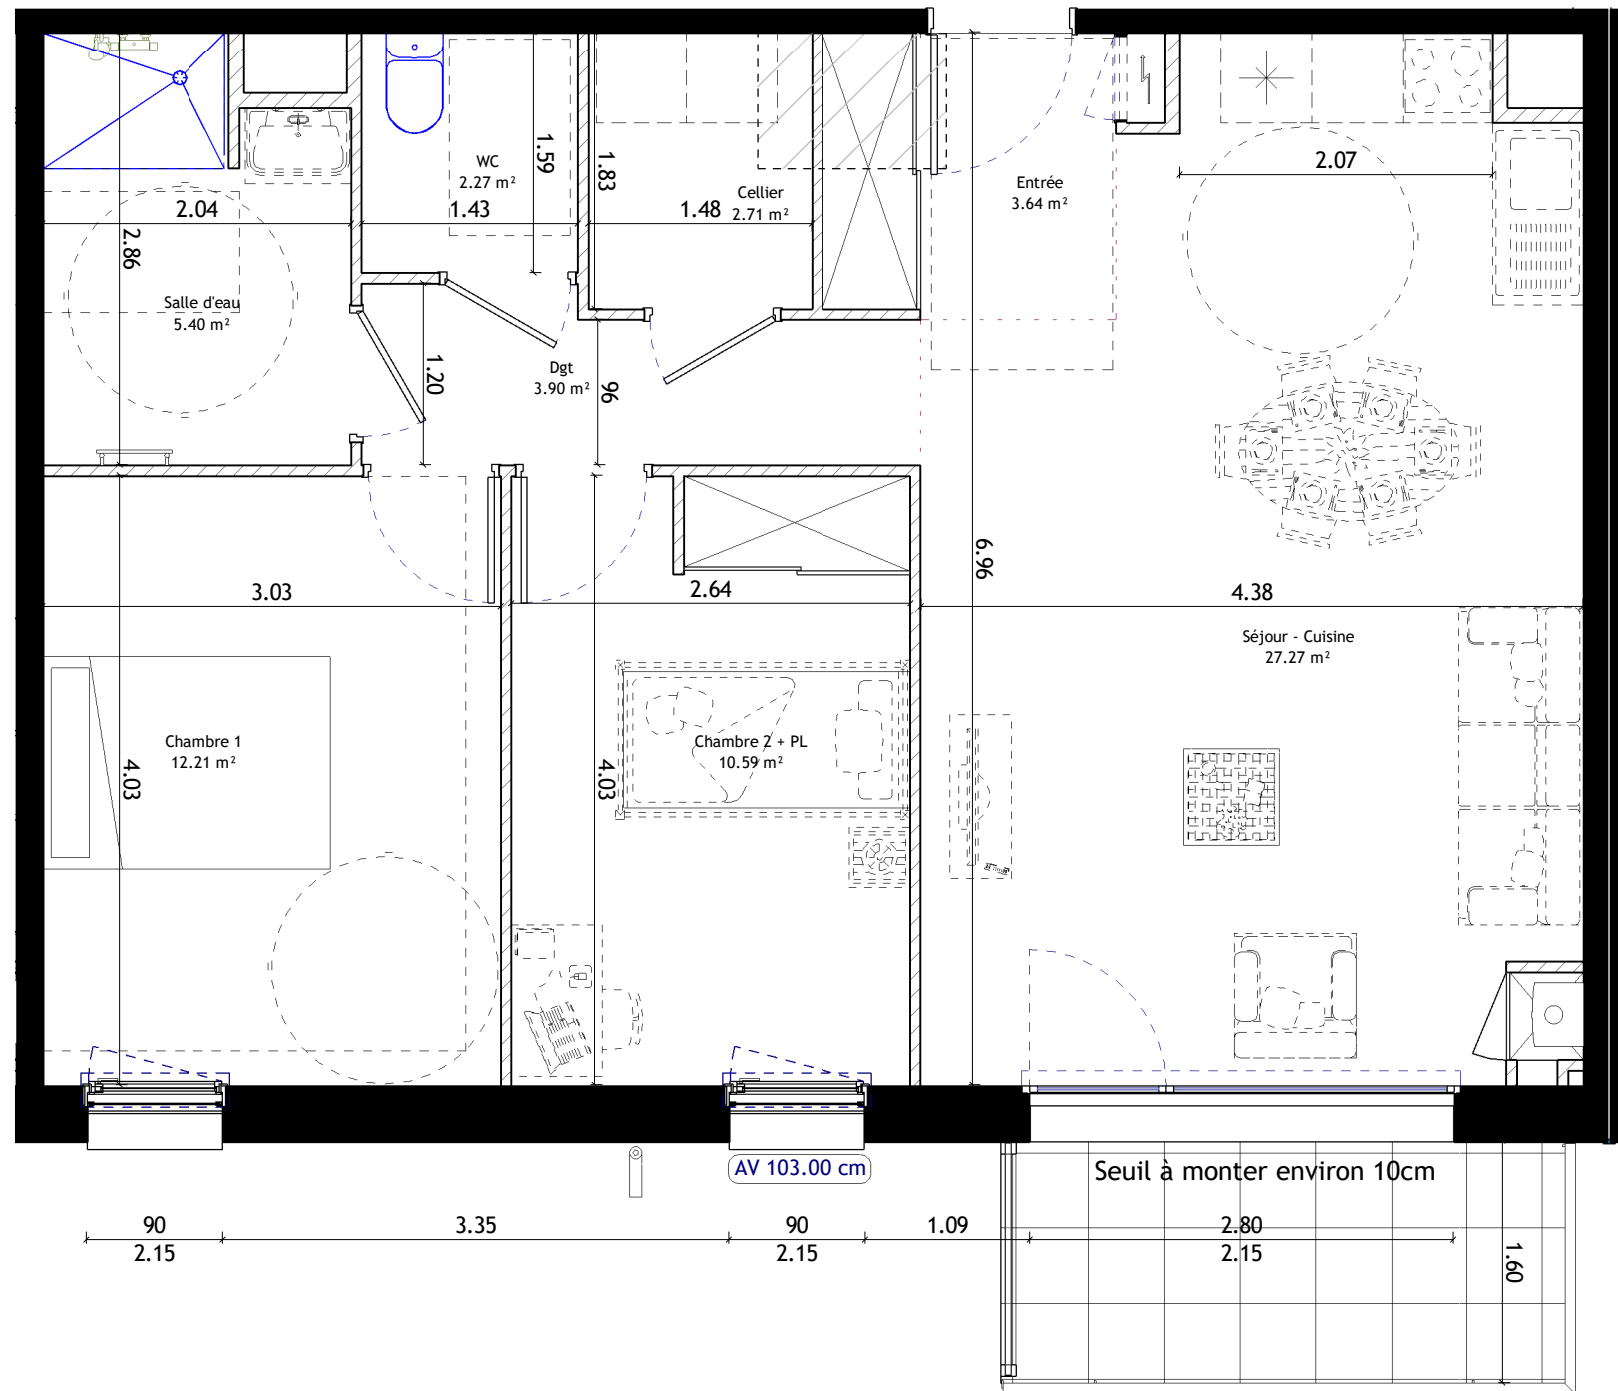 WC
2.27 m²
1.59
1.83
Cellier
2.71 m²
Entrée
3.64 m²
2.07
2.04
1.43
1.48
2.86
Salle d'eau
5.40 m²
1.20
Dgt
3.90 m²
96
6.96
3.03
2.64
4.38
Séjour - Cuisine
27.27 m²
Chambre 1
12.21 m²
4.03
Chambre 2 + PL
10.59 m²
4.03
AV 103.00 cm
Seuil à monter environ 10cm
90
2.15
3.35
90
2.15
1.09
2.80
2.15
1.60